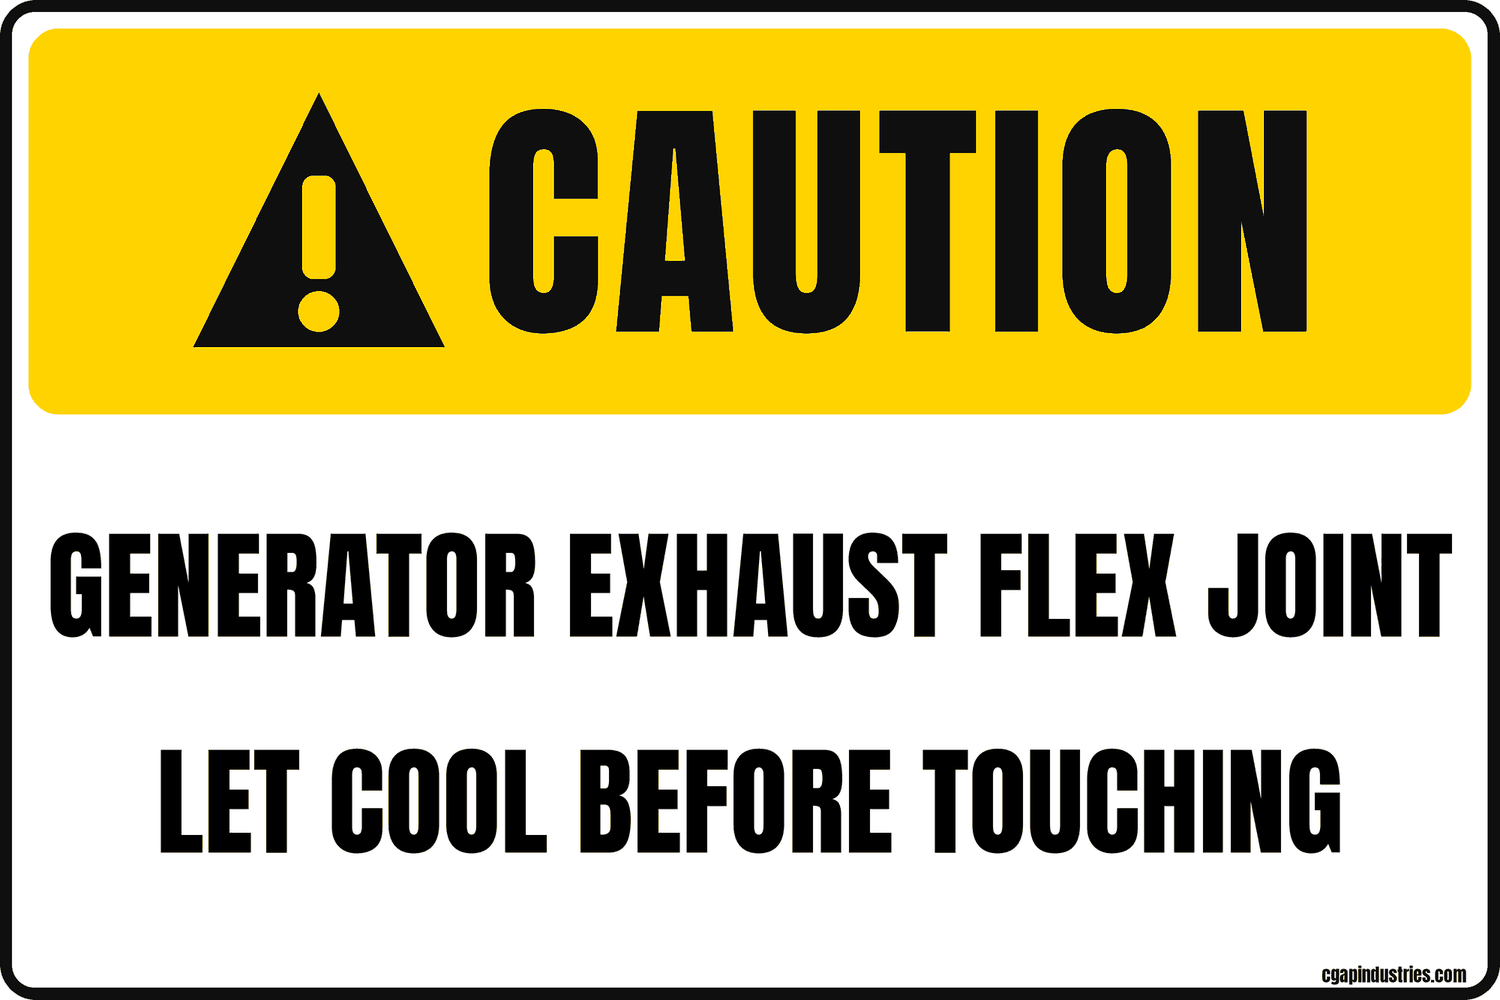 CAUTION
GENERATOR EXHAUST FLEX JOINT
LET COOL BEFORE TOUCHING
cgapindustries.com